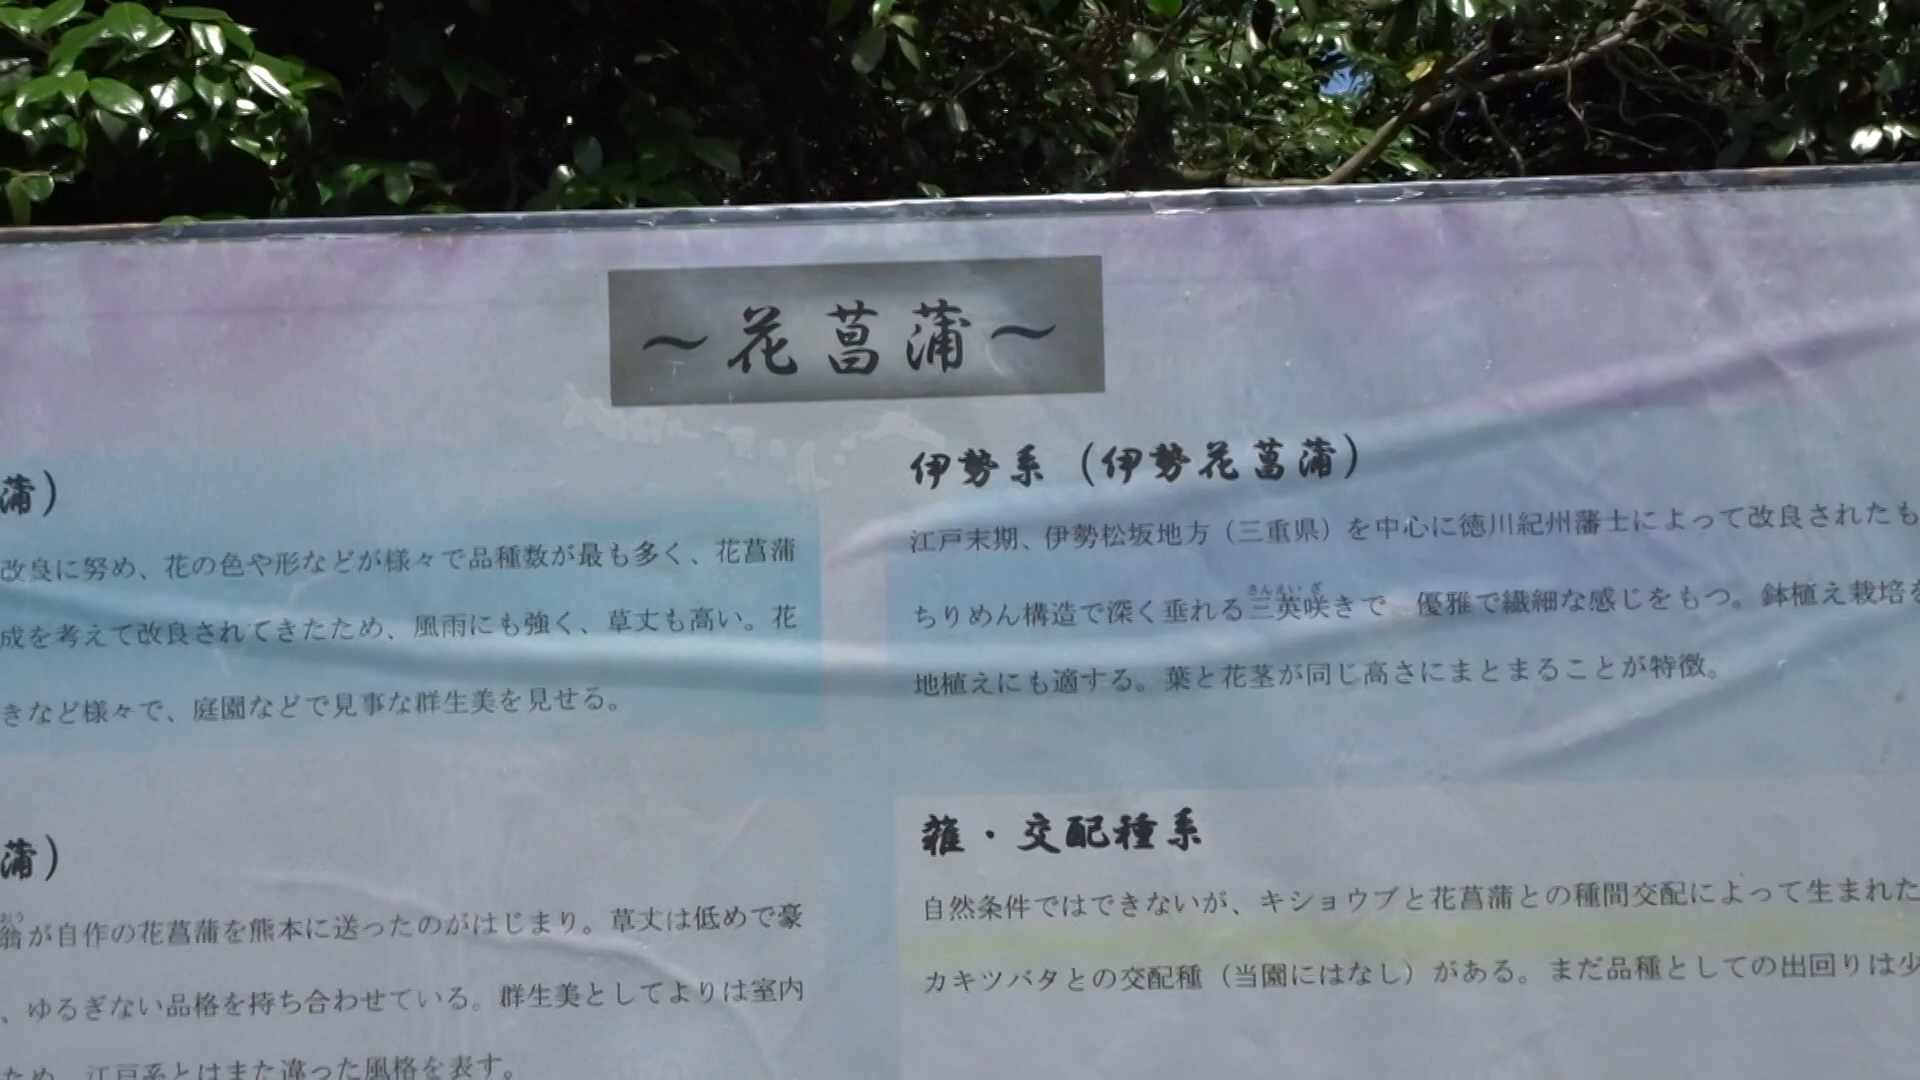 ～花菖蒲～
蒲）
改良に努め、花の色や形などが様々で品種数が最も多く、花菖蒲
成を考えて改良されてきたため、風雨にも強く、草丈も高い。花
きなど様々で、庭園などで見事な群生美を見せる。
蒲）
翁が自作の花菖蒲を熊本に送ったのがはじまり。草丈は低めで豪
、ゆるぎない品格を持ち合わせている。群生美としてよりは室内
ため、江戸系とはまた違った風格を表す。
伊勢系（伊勢花菖蒲）
江戸末期、伊勢松坂地方（三重県）を中心に徳川紀州藩士によって改良されたも
ちりめん構造で深く垂れる三英咲きで 優雅で繊細な感じをもつ。鉢植え栽培を
地植えにも適する。葉と花茎が同じ高さにまとまることが特徴。
雑・交配種系
自然条件ではできないが、キショウブと花菖蒲との種間交配によって生まれた
カキツバタとの交配種（当園にはなし）がある。まだ品種としての出回りは少